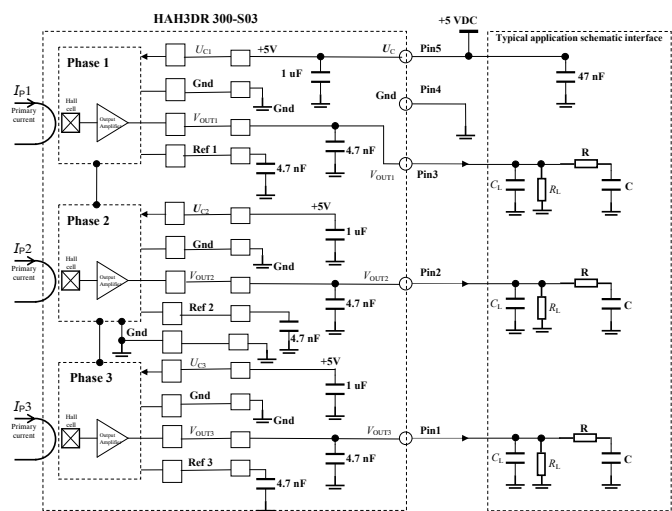 HAH3DR 300-S03
+5 VDC
Typical application schematic interface
Phase 1
UC1
+5V
UC
Pin5
1 uF
47 nF
IP1
Primary current
Hall cell
Output Amplifier
Gnd
Gnd
Gnd
Pin4
VOUT1
4.7 nF
VOUT1
Pin3
Ref 1
4.7 nF
CL
RL
R
C
Phase 2
UC2
+5V
1 uF
IP2
Primary current
Hall cell
Output Amplifier
Gnd
Gnd
VOUT2
VOUT2
Pin2
4.7 nF
Ref 2
4.7 nF
CL
RL
R
C
Gnd
Phase 3
UC3
+5V
1 uF
IP3
Primary current
Hall cell
Output Amplifier
Gnd
Gnd
VOUT3
VOUT3
Pin1
4.7 nF
Ref 3
4.7 nF
CL
RL
R
C